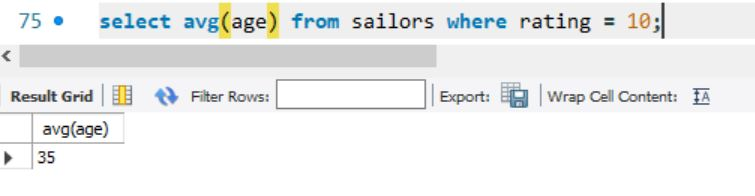 75 select avg(age) from sailors where rating = 10;
Result Grid Filter Rows: Export: Wrap Cell Content: IA
avg(age)
35